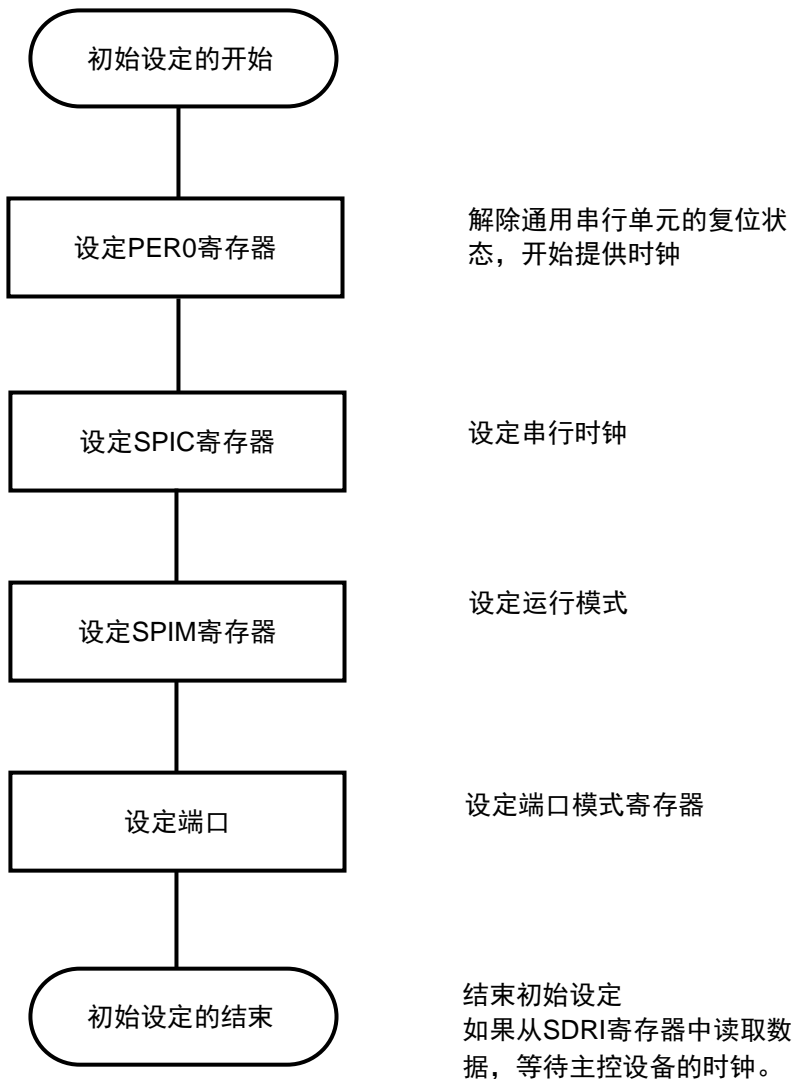 初始设定的开始
设定PER0寄存器
解除通用串行单元的复位状
态，开始提供时钟
设定SPIC寄存器
设定串行时钟
设定SPIM寄存器
设定运行模式
设定端口
设定端口模式寄存器
初始设定的结束
结束初始设定
如果从SDRI寄存器中读取数
据，等待主控设备的时钟。